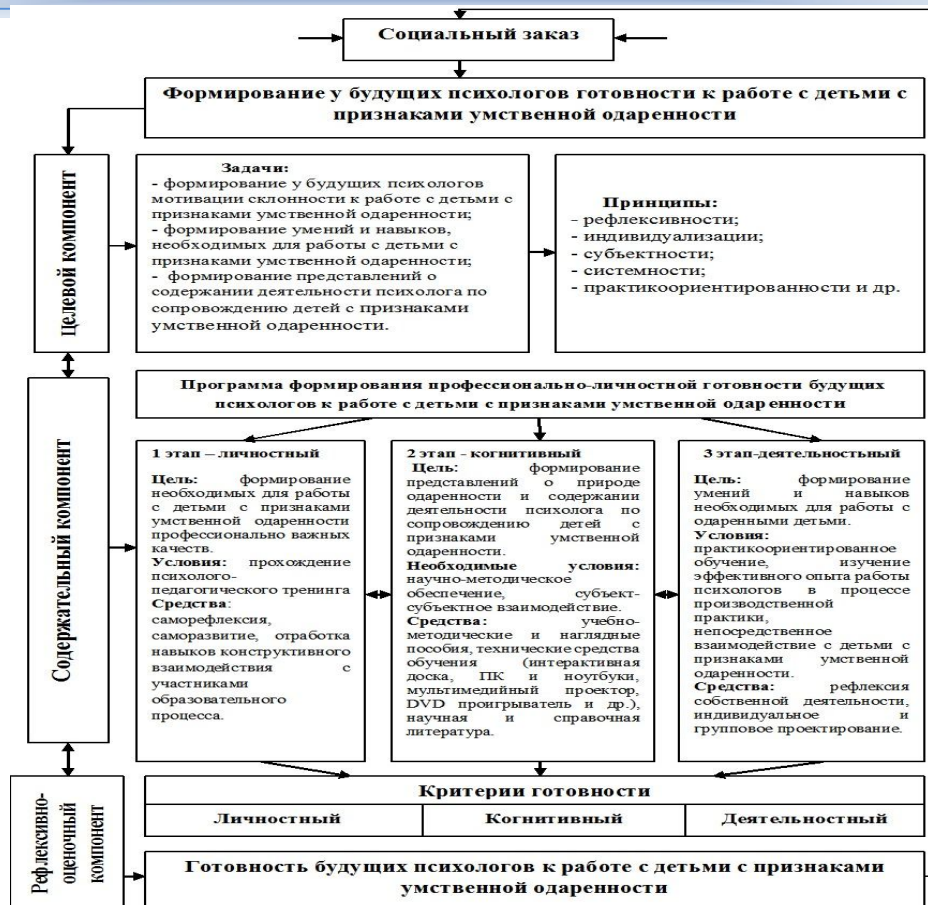 Социальный заказ
Формирование у будущих психологов готовности к работе с детьми с
признаками умственной одаренности
Целевой компонент
Задачи:
- формирование у будущих психологов
мотивации склонности к работе с детьми с
признаками умственной одаренности;
- формирование умений и навыков,
необходимых для работы с детьми с
признаками умственной одаренности;
- формирование представлений о
содержании деятельности психолога по
сопровождению детей с признаками
умственной одаренности.
Принципы:
- рефлексивности;
- индивидуализации;
- субъектности;
- системности;
- практикоориентированности и др.
Содержательный компонент
Программа формирования профессионально-личностной готовности будущих
психологов к работе с детьми с признаками умственной одаренности
1 этап – личностный
Цель: формирование
необходимых для работы
с детьми с признаками
умственной одаренности
профессионально важных
качеств.
Условия: прохождение
психолого-
педагогического тренинга
Средства:
саморефлексия,
саморазвитие, отработка
навыков конструктивного
взаимодействия с
участниками
образовательного
процесса.
2 этап - когнитивный
Цель: формирование
представлений о природе
одаренности и содержании
деятельности психолога по
сопровождению детей с
признаками умственной
одаренности.
Необходимые условия:
научно-методическое
обеспечение, субъект-
субъектное взаимодействие.
Средства: учебно-
методические и наглядные
пособия, технические средства
обучения (интерактивная
доска, ПК и ноутбуки,
мультимедийный проектор,
DVD проигрыватель и др.),
научная и справочная
литература.
3 этап-деятельностьный
Цель: формирование
умений и навыков
необходимых для работы с
одаренными детьми.
Условия:
практикоориентированное
обучение, изучение
эффективного опыта работы
психологов в процессе
производственной
практики,
непосредственное
взаимодействие с детьми с
признаками умственной
одаренности.
Средства: рефлексия
собственной деятельности,
индивидуальное и
групповое проектирование.
Рефлексивно-
оценочный
компонент
Критерии готовности
Личностный Когнитивный Деятельностный
Готовность будущих психологов к работе с детьми с признаками
умственной одаренности